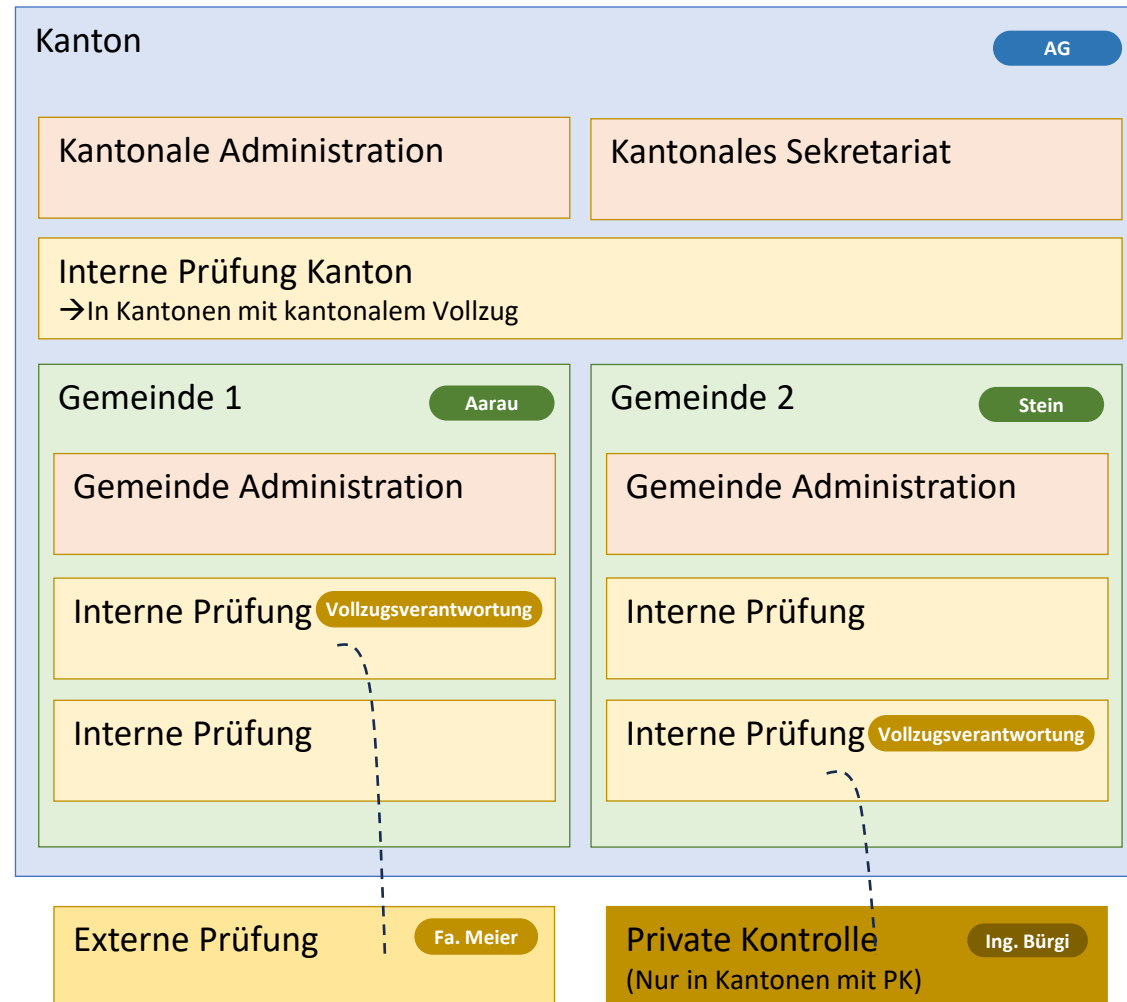 Kanton
AG
Kantonale Administration
Kantonales Sekretariat
Interne Prüfung Kanton
→In Kantonen mit kantonalem Vollzug
Gemeinde 1
Aarau
Gemeinde Administration
Interne Prüfung
Vollzugsverantwortung
Interne Prüfung
Gemeinde 2
Stein
Gemeinde Administration
Interne Prüfung
Interne Prüfung
Vollzugsverantwortung
Externe Prüfung
Fa. Meier
Private Kontrolle
Ing. Bürgi
(Nur in Kantonen mit PK)